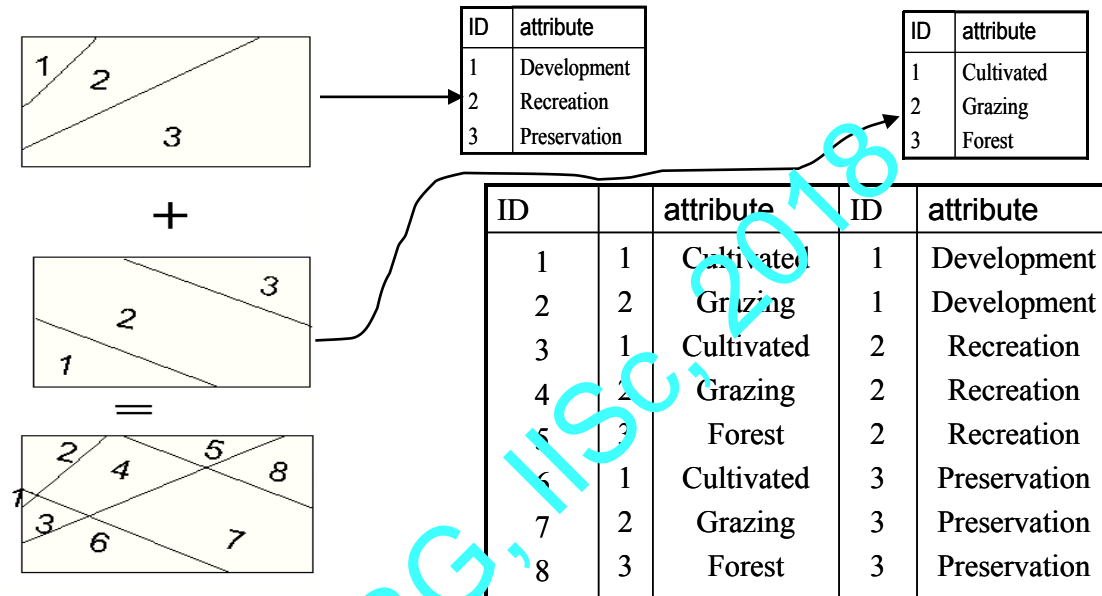 1
2
3
+
3
2
1
=
2 5
4 8
1
3
6 7
ID attribute
1 Development
2 Recreation
3 Preservation
ID attribute
1 Cultivated
2 Grazing
3 Forest
ID attribute ID attribute
1 1 Cultivated 1 Development
2 2 Grazing 1 Development
3 1 Cultivated 2 Recreation
4 2 Grazing 2 Recreation
5 3 Forest 2 Recreation
6 1 Cultivated 3 Preservation
7 2 Grazing 3 Preservation
8 3 Forest 3 Preservation
G, IISc, 2018